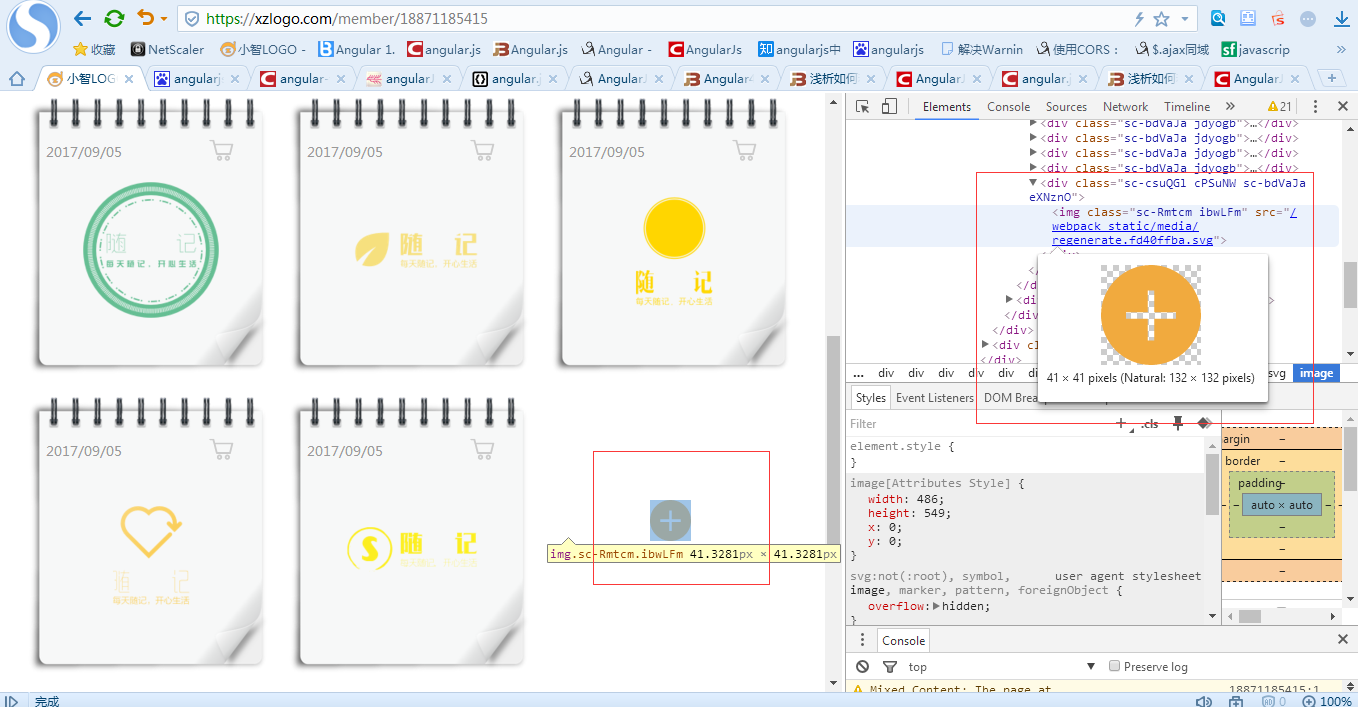 https://xzlogo.com/member/18871185415
收藏 NetScaler 小智LOGO - Angular 1. angular.js Angular.js Angular - AngularJs angularjs中 angularjs 解决Warnin 使用CORS： $.ajax同域 javascrip »
小智LOG angularj angular- angularJ angular.j AngularJ Angular4 浅析如何 AngularJ angular.j 浅析如何 AngularJ
2017/09/05
随 记
每天随记、开心生活
2017/09/05
随 记
每天随记、开心生活
2017/09/05
随 记
每天随记、开心生活
2017/09/05
随 记
每天随记、开心生活
2017/09/05
随 记
每天随记、开心生活
img.sc-Rmtcm.ibwLFm 41.3281px × 41.3281px
Elements Console Sources Network Timeline » 21
<div class="sc-bdVaJa jdyogb">…</div>
<div class="sc-bdVaJa jdyogb">…</div>
<div class="sc-bdVaJa jdyogb">…</div>
<div class="sc-bdVaJa jdyogb">…</div>
<div class="sc-csuQGl cPSuNW sc-bdVaJa
eXNznO">
<img class="sc-Rmtcm ibwLFm" src="/
webpack_static/media/
regenerate.fd40ffba.svg">
</di
</div
</div>
<div cl
</div>
41 × 41 pixels (Natural: 132 × 132 pixels)
... div div div div div svg image
Styles Event Listeners DOM Brea
Filter + .cls
element.style {
}
image[Attributes Style] {
width: 486;
height: 549;
x: 0;
y: 0;
}
svg:not(:root), symbol, user agent stylesheet
image, marker, pattern, foreignObject {
overflow: hidden;
}
argin –
border –
padding-
– auto × auto –
–
–
–
Console
top Preserve log
Mixed Content: The page at 18871185415:1
完成 0 100%